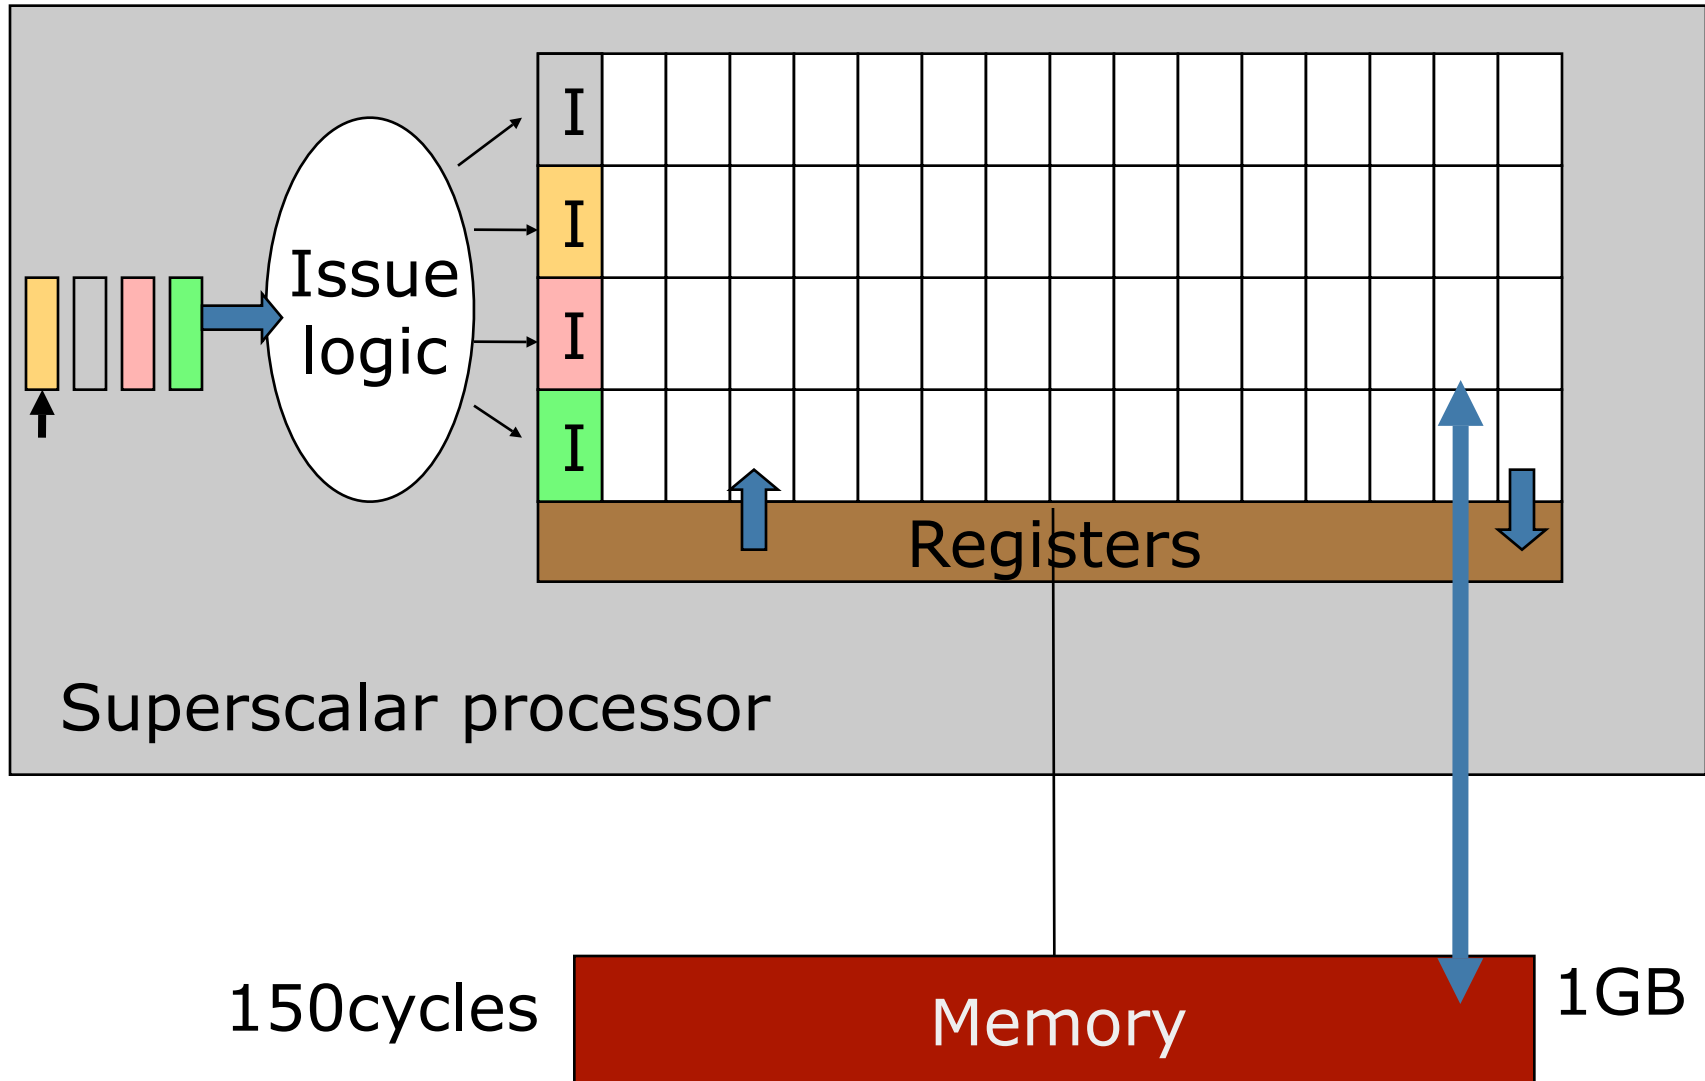 I
I
Issue
logic
I
I
Registers
Superscalar processor
150cycles
Memory
1GB